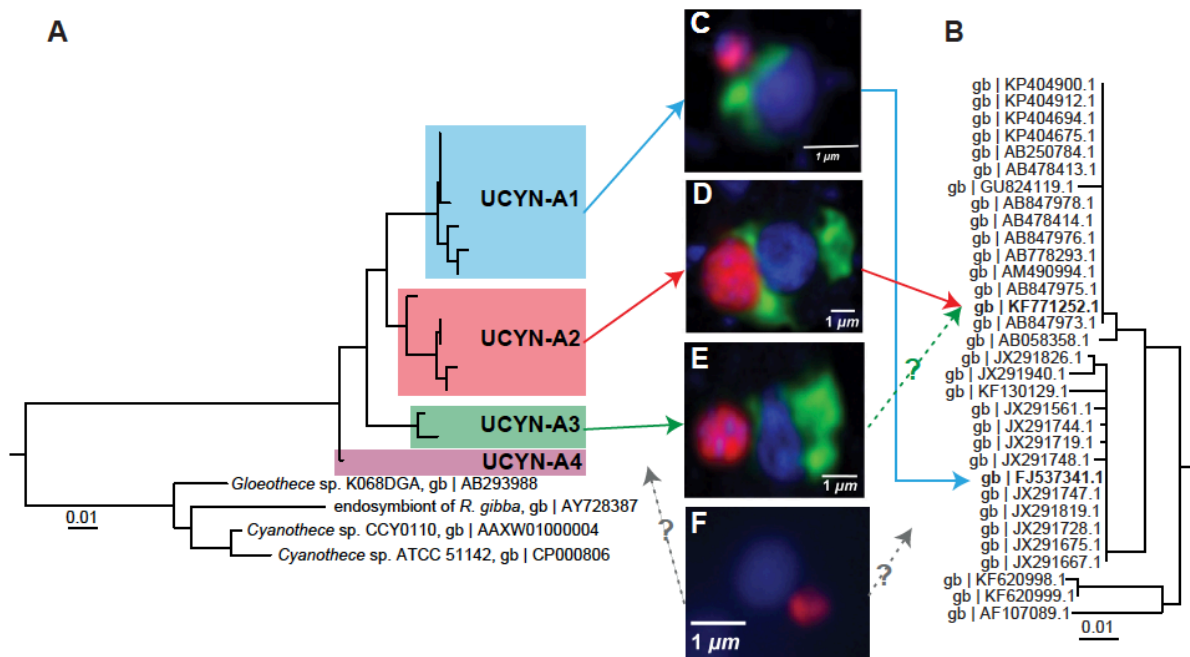 A
UCYN-A1
UCYN-A2
UCYN-A3
UCYN-A4
Gloeothece sp. K068DGA, gb | AB293988
endosymbiont of R. gibba, gb | AY728387
Cyanothece sp. CCY0110, gb | AAXW01000004
Cyanothece sp. ATCC 51142, gb | CP000806
0.01
C
1 µm
D
1 µm
E
1 µm
F
1 µm
?
?
?
B
gb | KP404900.1
gb | KP404912.1
gb | KP404694.1
gb | KP404675.1
gb | AB250784.1
gb | AB478413.1
gb | GU824119.1
gb | AB847978.1
gb | AB478414.1
gb | AB847976.1
gb | AB778293.1
gb | AM490994.1
gb | AB847975.1
gb | KF771252.1
gb | AB847973.1
gb | AB058358.1
gb | JX291826.1
gb | JX291940.1
gb | KF130129.1
gb | JX291561.1
gb | JX291744.1
gb | JX291719.1
gb | JX291748.1
gb | FJ537341.1
gb | JX291747.1
gb | JX291819.1
gb | JX291728.1
gb | JX291675.1
gb | JX291667.1
gb | KF620998.1
gb | KF620999.1
gb | AF107089.1
0.01